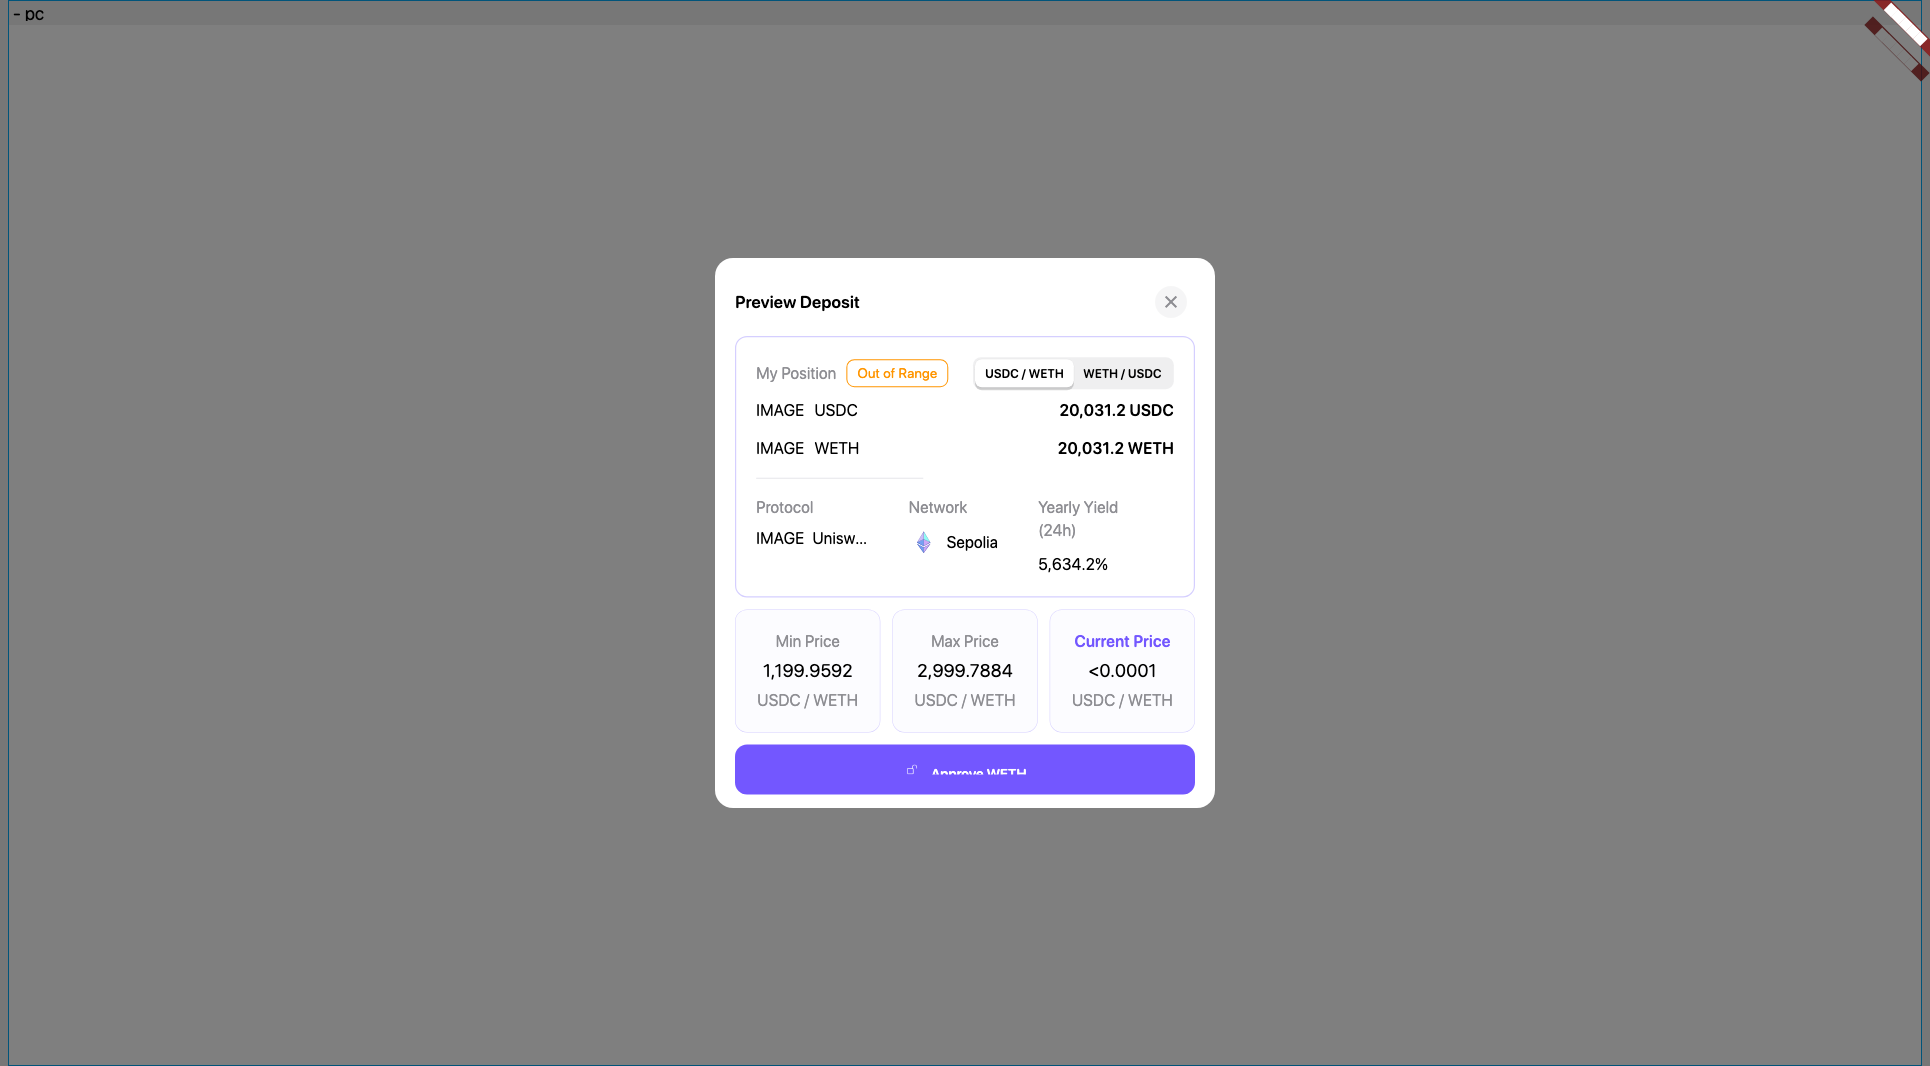 - pc
Preview Deposit
My Position Out of Range USDC / WETH WETH / USDC
IMAGE USDC 20,031.2 USDC
IMAGE WETH 20,031.2 WETH
Protocol Network Yearly Yield (24h)
IMAGE Unisw... Sepolia 5,634.2%
Min Price Max Price Current Price
1,199.9592 2,999.7884 <0.0001
USDC / WETH USDC / WETH USDC / WETH
Approve WETH